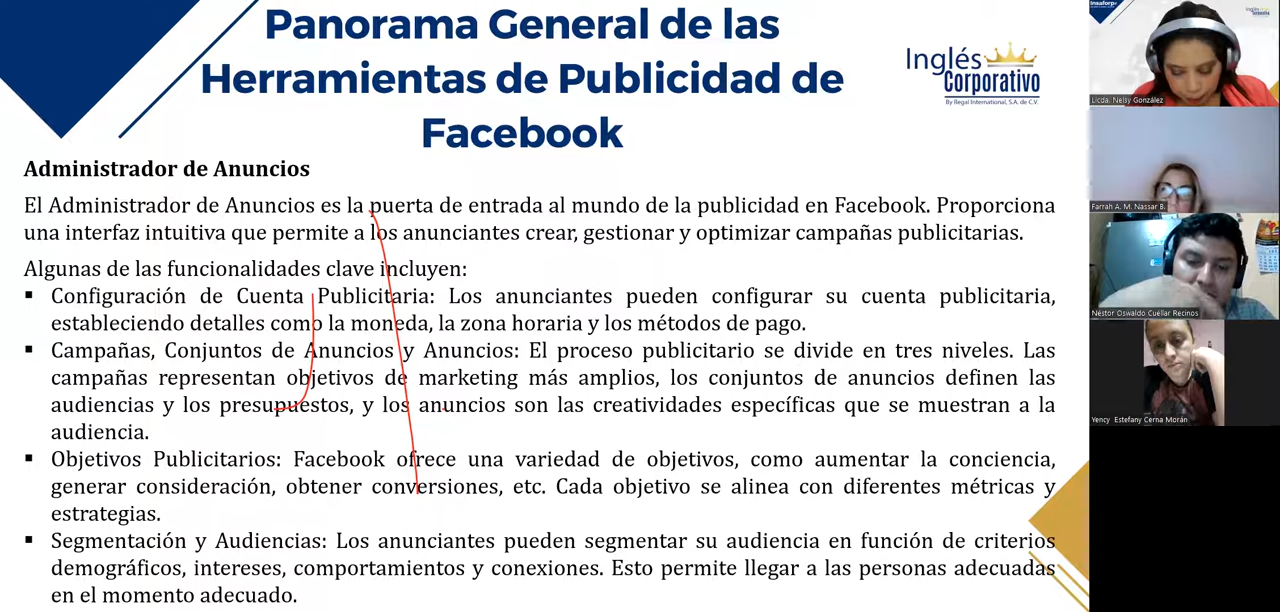 Panorama General de las
Herramientas de Publicidad de
Facebook
Inglés
Corporativo
By Regal International, S.A. de C.V.
Administrador de Anuncios
El Administrador de Anuncios es la puerta de entrada al mundo de la publicidad en Facebook. Proporciona
una interfaz intuitiva que permite a los anunciantes crear, gestionar y optimizar campañas publicitarias.
Algunas de las funcionalidades clave incluyen:
▪ Configuración de Cuenta Publicitaria: Los anunciantes pueden configurar su cuenta publicitaria,
estableciendo detalles como la moneda, la zona horaria y los métodos de pago.
▪ Campañas, Conjuntos de Anuncios y Anuncios: El proceso publicitario se divide en tres niveles. Las
campañas representan objetivos de marketing más amplios, los conjuntos de anuncios definen las
audiencias y los presupuestos, y los anuncios son las creatividades específicas que se muestran a la
audiencia.
▪ Objetivos Publicitarios: Facebook ofrece una variedad de objetivos, como aumentar la conciencia,
generar consideración, obtener conversiones, etc. Cada objetivo se alinea con diferentes métricas y
estrategias.
▪ Segmentación y Audiencias: Los anunciantes pueden segmentar su audiencia en función de criterios
demográficos, intereses, comportamientos y conexiones. Esto permite llegar a las personas adecuadas
en el momento adecuado.
Insaforp
Licda. Neisy González
Farrah A. M. Nassar B.
Néstor Oswaldo Cuéllar Recinos
Yency Estefany Cerna Morán